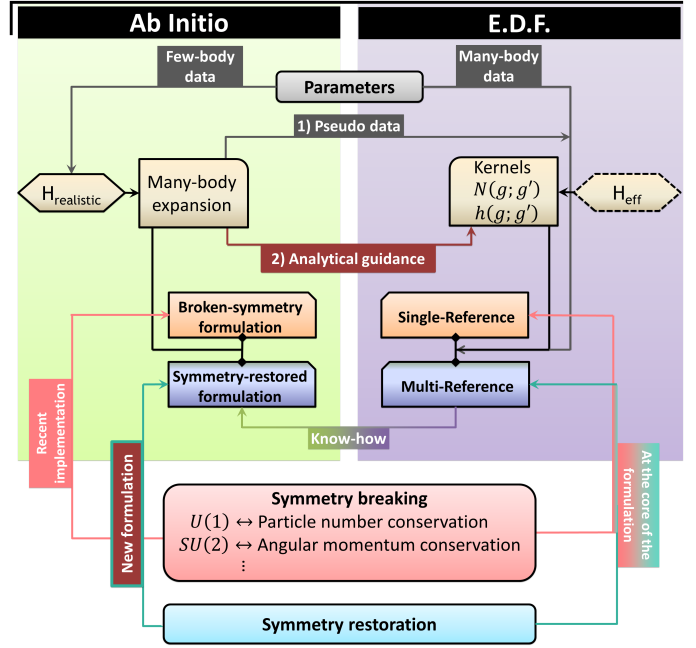 Ab Initio
E.D.F.
Few-body
data
Many-body
data
Parameters
1) Pseudo data
H_realistic
Many-body
expansion
Kernels
N(g; g′)
h(g; g′)
H_eff
2) Analytical guidance
Broken-symmetry
formulation
Single-Reference
Symmetry-restored
formulation
Multi-Reference
Know-how
Recent
implementation
New formulation
At the core of the
formulation
Symmetry breaking
U(1) ↔ Particle number conservation
SU(2) ↔ Angular momentum conservation
⋮
Symmetry restoration